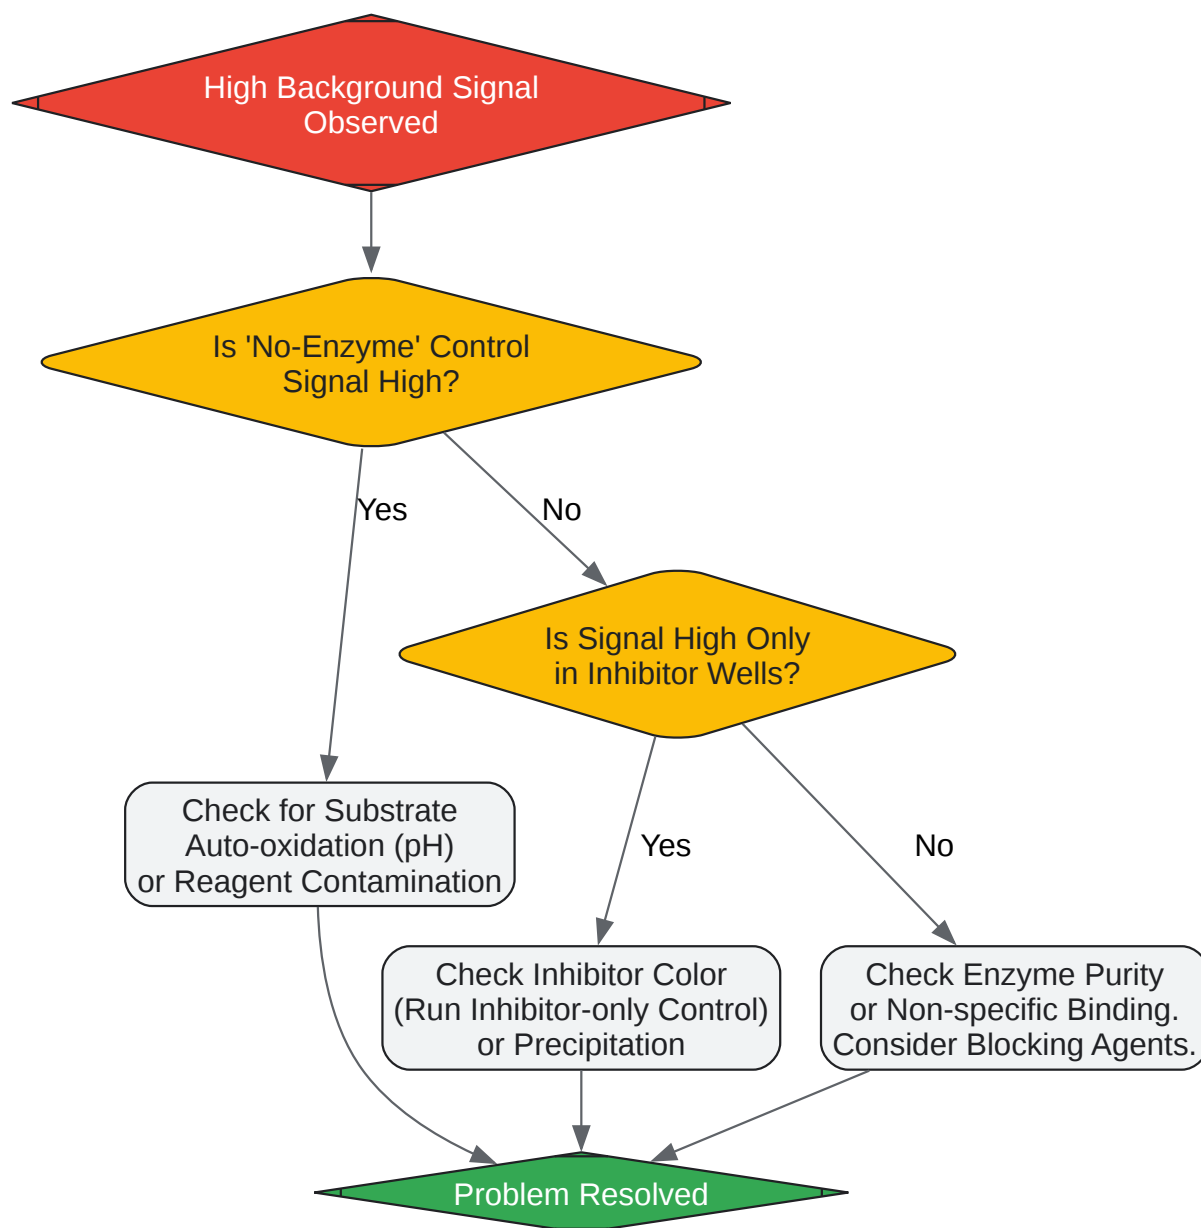 High Background Signal
Observed
Is 'No-Enzyme' Control
Signal High?
Yes
No
Is Signal High Only
in Inhibitor Wells?
Check for Substrate
Auto-oxidation (pH)
or Reagent Contamination
Yes
No
Check Inhibitor Color
(Run Inhibitor-only Control)
or Precipitation
Check Enzyme Purity
or Non-specific Binding.
Consider Blocking Agents.
Problem Resolved